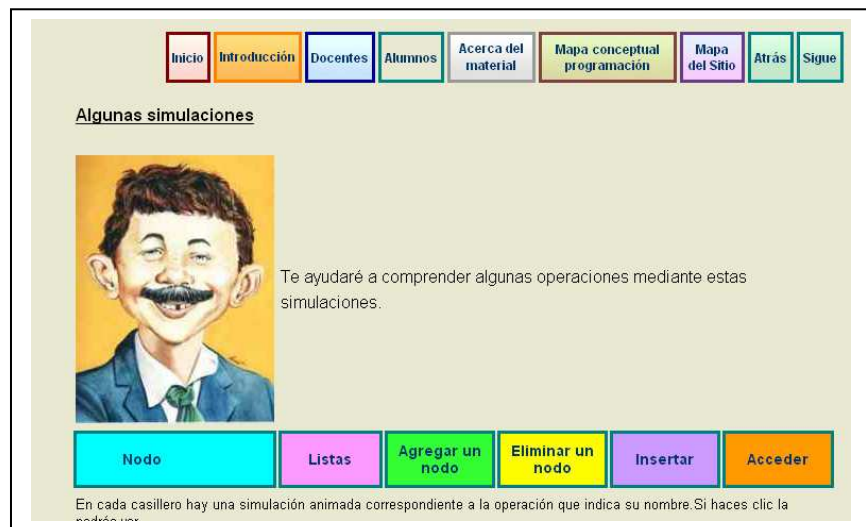 Inicio
Introducción
Docentes
Alumnos
Acerca del
material
Mapa conceptual
programación
Mapa
del Sitio
Atrás
Sigue
Algunas simulaciones
Te ayudaré a comprender algunas operaciones mediante estas
simulaciones.
Nodo
Listas
Agregar un
nodo
Eliminar un
nodo
Insertar
Acceder
En cada casillero hay una simulación animada correspondiente a la operación que indica su nombre.Si haces clic la
podrás ver